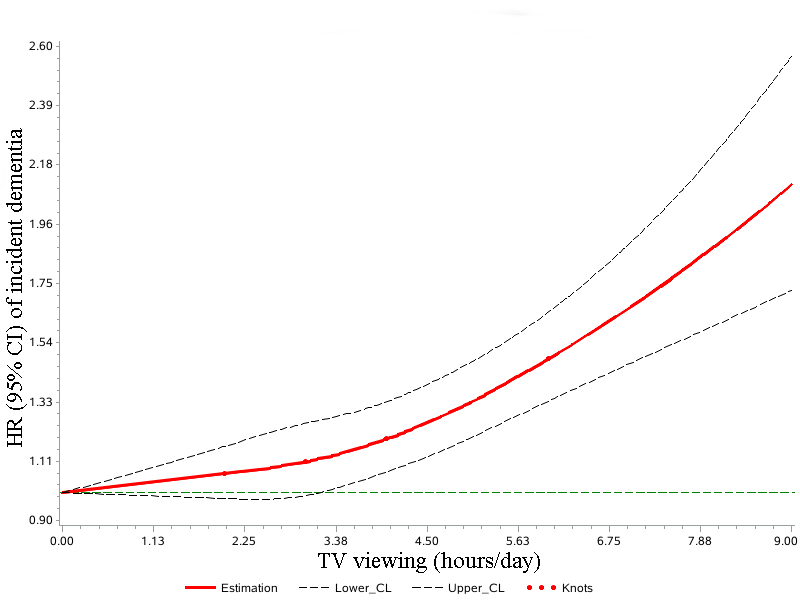 HR (95% CI) of incident dementia
2.60
2.39
2.18
1.96
1.75
1.54
1.33
1.11
0.90
0.00 1.13 2.25 3.38 4.50 5.63 6.75 7.88 9.00
TV viewing (hours/day)
Estimation Lower_CL Upper_CL Knots